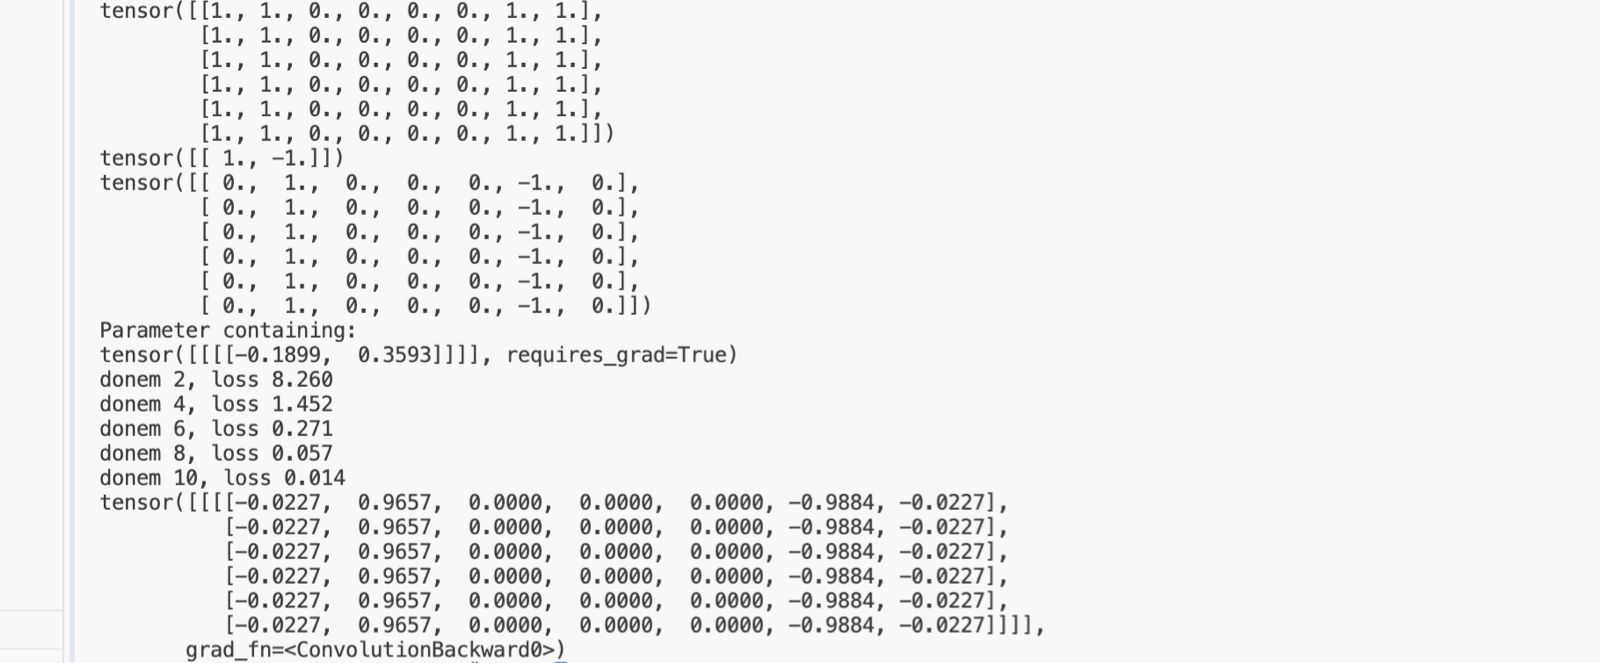 tensor([[1., 1., 0., 0., 0., 0., 1., 1.],
        [1., 1., 0., 0., 0., 0., 1., 1.],
        [1., 1., 0., 0., 0., 0., 1., 1.],
        [1., 1., 0., 0., 0., 0., 1., 1.],
        [1., 1., 0., 0., 0., 0., 1., 1.],
        [1., 1., 0., 0., 0., 0., 1., 1.]])
tensor([[ 1., -1.]])
tensor([[ 0.,  1.,  0.,  0.,  0., -1.,  0.],
        [ 0.,  1.,  0.,  0.,  0., -1.,  0.],
        [ 0.,  1.,  0.,  0.,  0., -1.,  0.],
        [ 0.,  1.,  0.,  0.,  0., -1.,  0.],
        [ 0.,  1.,  0.,  0.,  0., -1.,  0.],
        [ 0.,  1.,  0.,  0.,  0., -1.,  0.]])
Parameter containing:
tensor([[[[-0.1899,  0.3593]]]], requires_grad=True)
donem 2, loss 8.260
donem 4, loss 1.452
donem 6, loss 0.271
donem 8, loss 0.057
donem 10, loss 0.014
tensor([[[[-0.0227,  0.9657,  0.0000,  0.0000,  0.0000, -0.9884, -0.0227],
          [-0.0227,  0.9657,  0.0000,  0.0000,  0.0000, -0.9884, -0.0227],
          [-0.0227,  0.9657,  0.0000,  0.0000,  0.0000, -0.9884, -0.0227],
          [-0.0227,  0.9657,  0.0000,  0.0000,  0.0000, -0.9884, -0.0227],
          [-0.0227,  0.9657,  0.0000,  0.0000,  0.0000, -0.9884, -0.0227],
          [-0.0227,  0.9657,  0.0000,  0.0000,  0.0000, -0.9884, -0.0227]]]],
       grad_fn=<ConvolutionBackward0>)